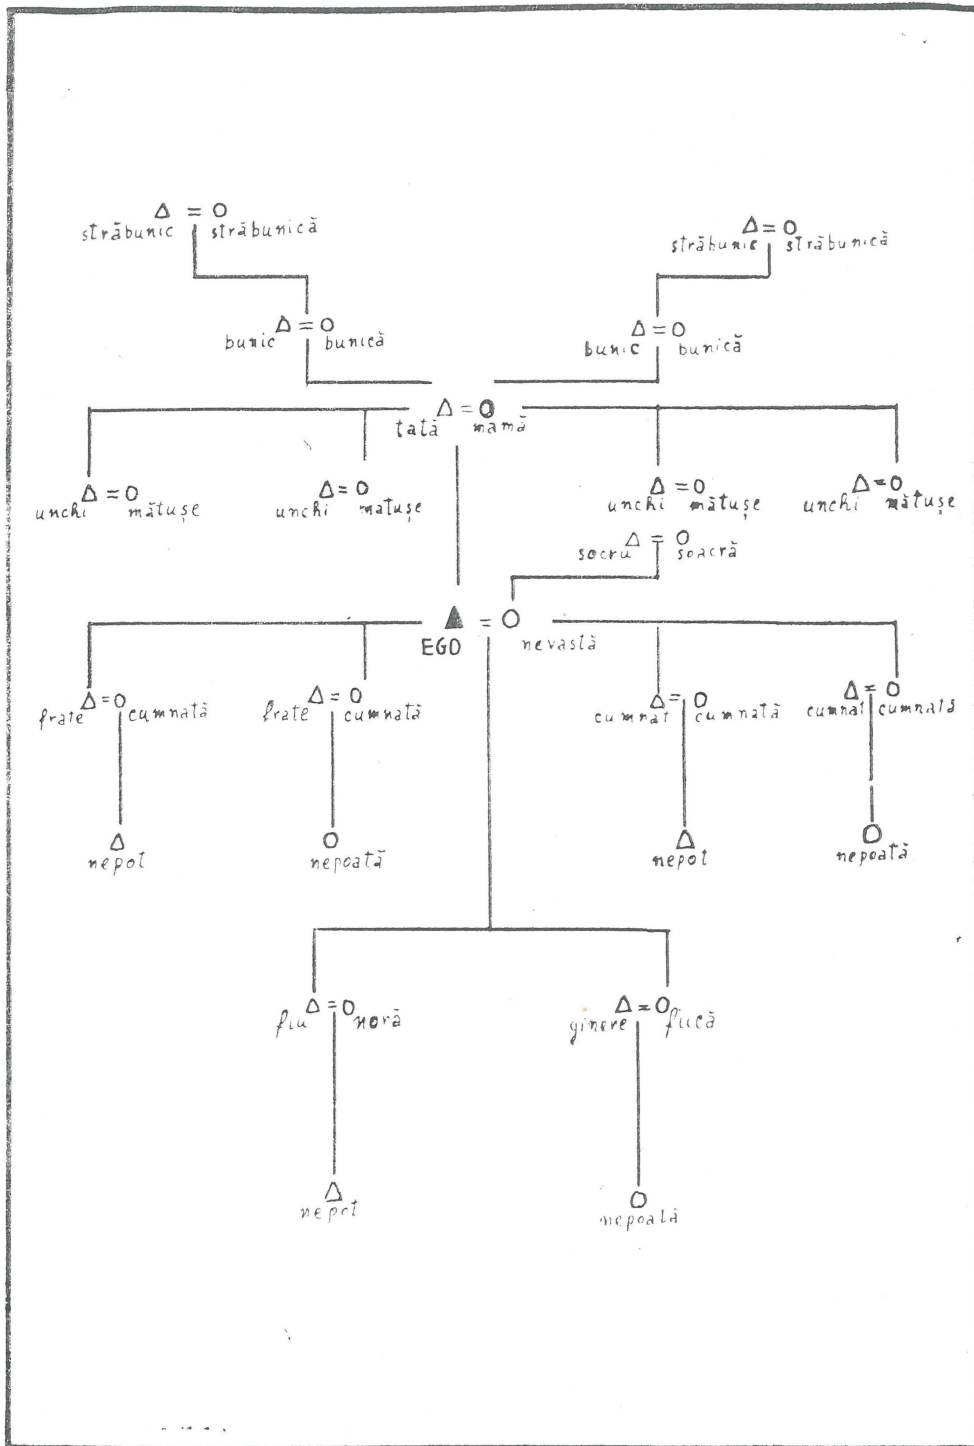 străbunic străbunică
străbunic străbunică
bunic bunică
bunic bunică
tată mamă
unchi mătușe
unchi mătușe
unchi mătușe
unchi mătușe
socru soacră
EGO nevastă
frate cumnată
frate cumnată
cumnat cumnată
cumnat cumnată
nepot
nepoată
nepot
nepoată
fiu noră
ginere fiică
nepot
nepoată